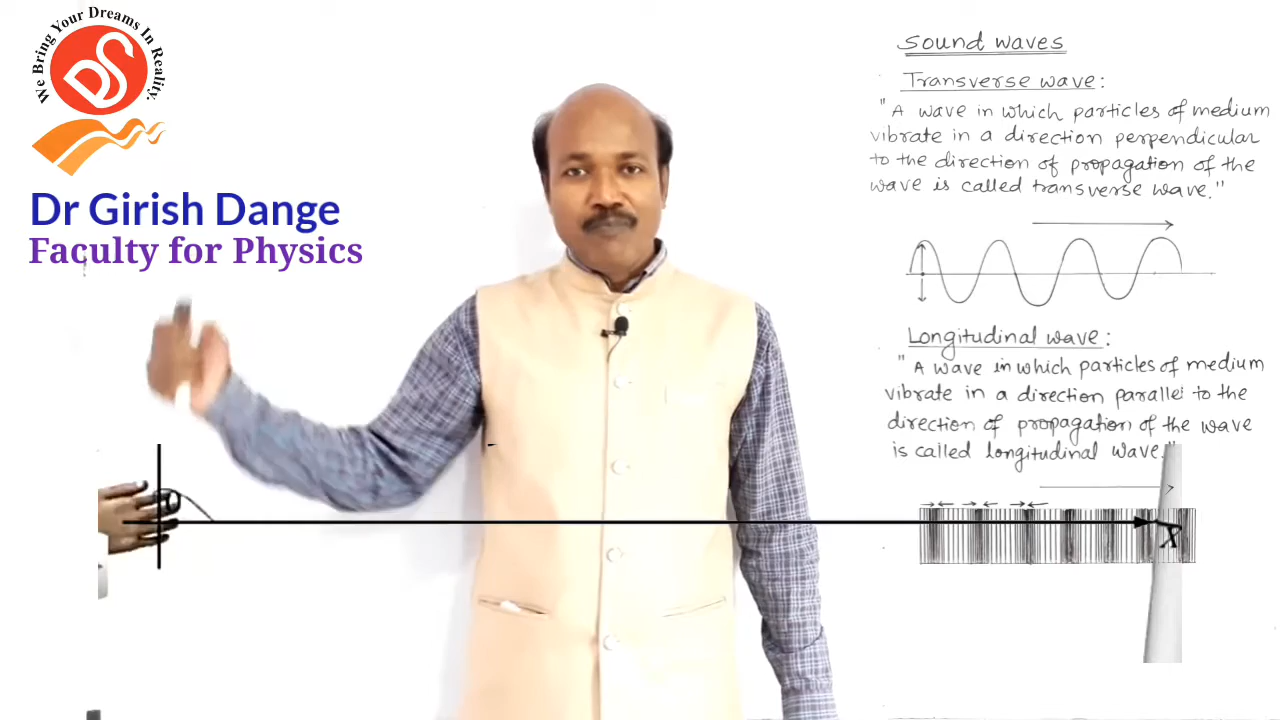 We Bring Your Dreams In Reality.
DS
Dr Girish Dange
Faculty for Physics
Sound waves
Transverse wave:
"A wave in which particles of medium
vibrate in a direction perpendicular
to the direction of propagation of the
wave is called transverse wave."
Longitudinal wave:
"A wave in which particles of medium
vibrate in a direction parallel to the
direction of propagation of the wave
is called longitudinal wave."
X